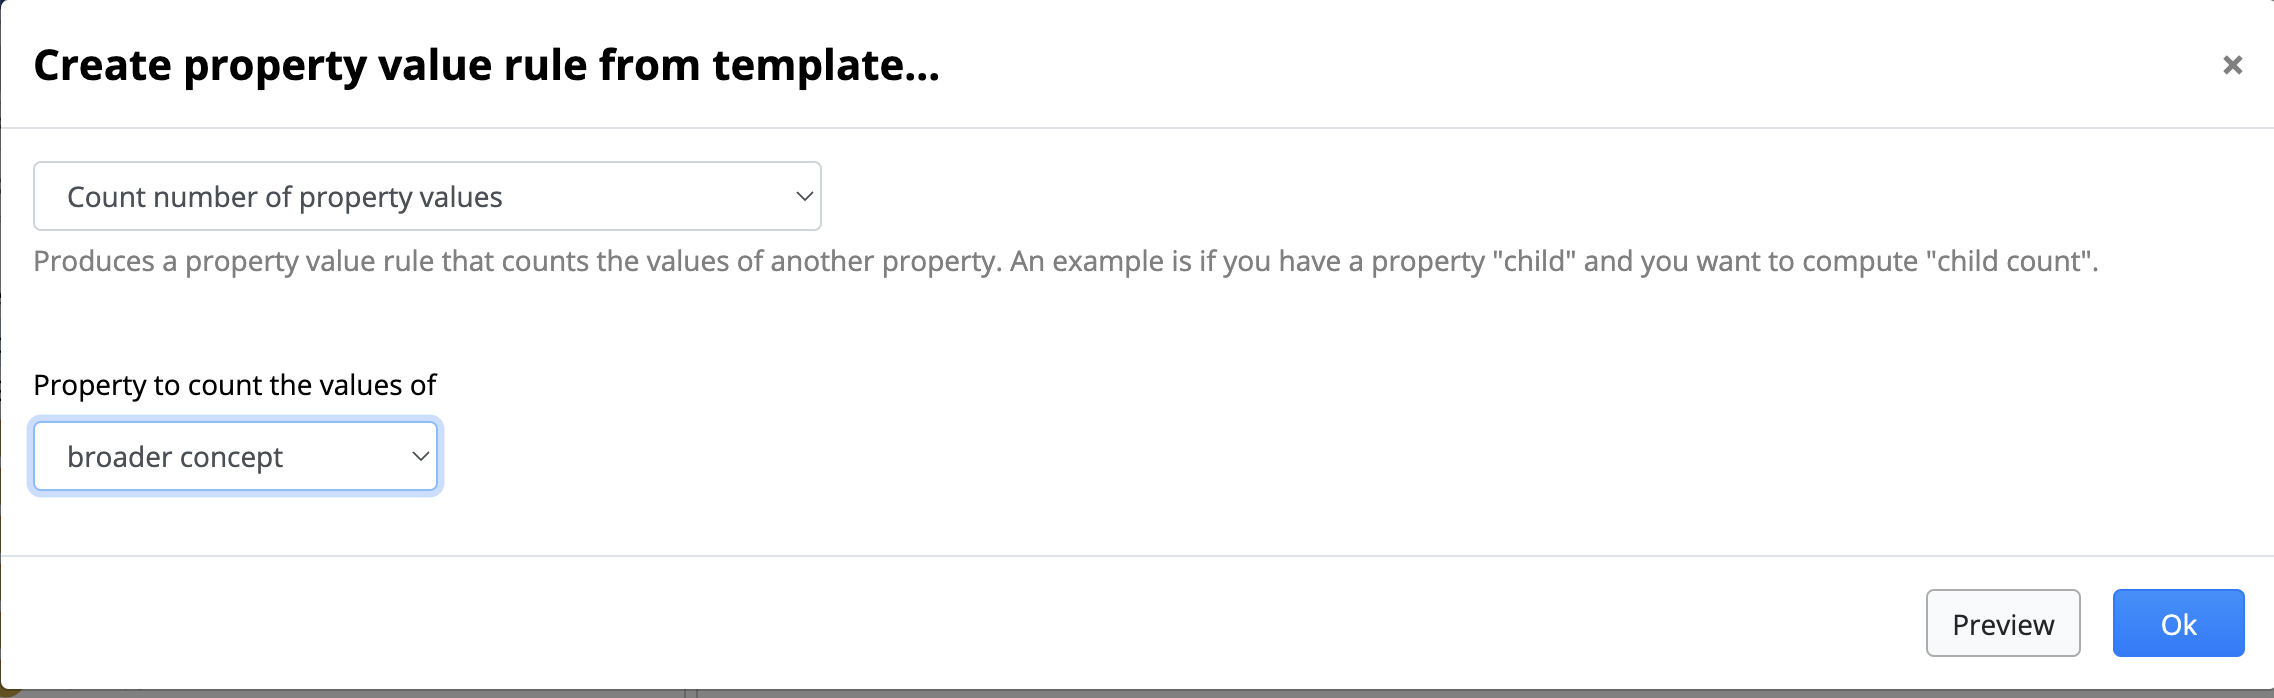 Create property value rule from template...
×
Count number of property values
Produces a property value rule that counts the values of another property. An example is if you have a property "child" and you want to compute "child count".
Property to count the values of
broader concept
Preview
Ok